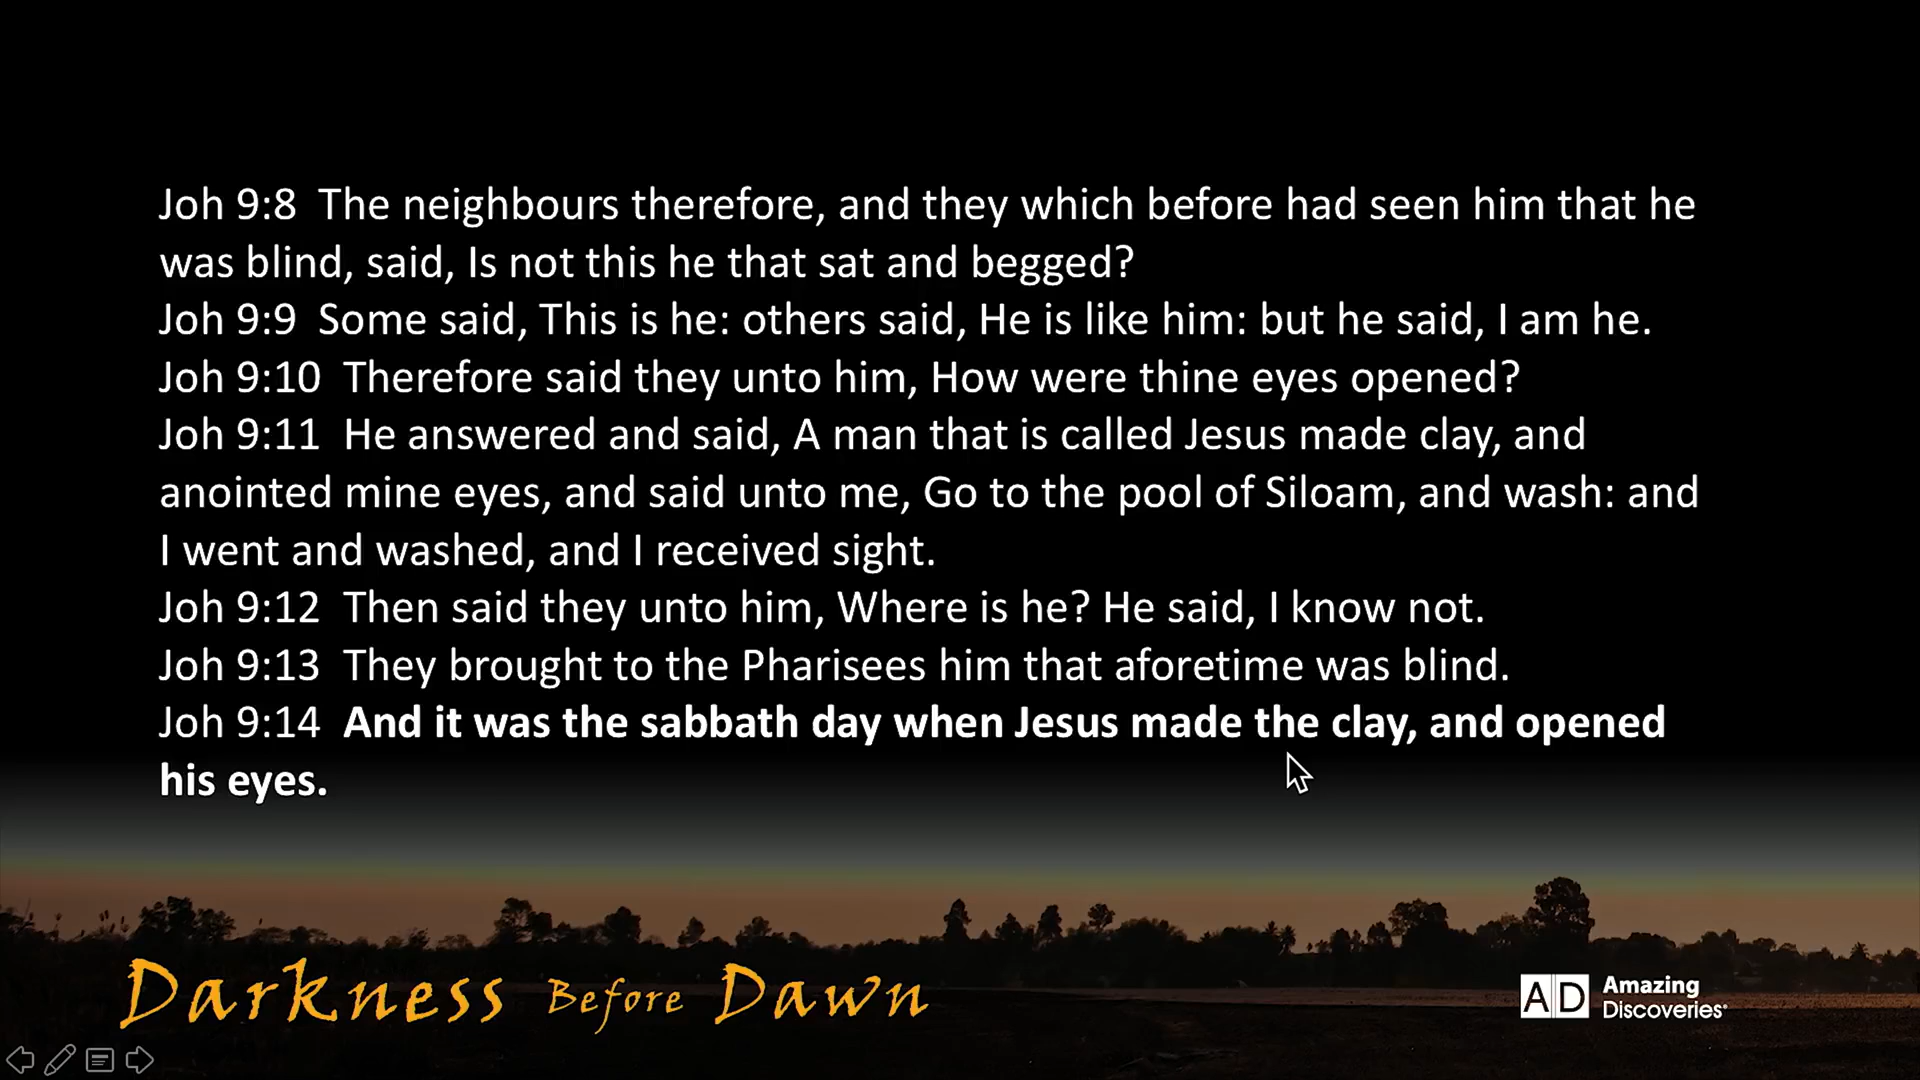 Joh 9:8  The neighbours therefore, and they which before had seen him that he
was blind, said, Is not this he that sat and begged?
Joh 9:9  Some said, This is he: others said, He is like him: but he said, I am he.
Joh 9:10  Therefore said they unto him, How were thine eyes opened?
Joh 9:11  He answered and said, A man that is called Jesus made clay, and
anointed mine eyes, and said unto me, Go to the pool of Siloam, and wash: and
I went and washed, and I received sight.
Joh 9:12  Then said they unto him, Where is he? He said, I know not.
Joh 9:13  They brought to the Pharisees him that aforetime was blind.
Joh 9:14  And it was the sabbath day when Jesus made the clay, and opened
his eyes.
Darkness Before Dawn
AD Amazing
Discoveries